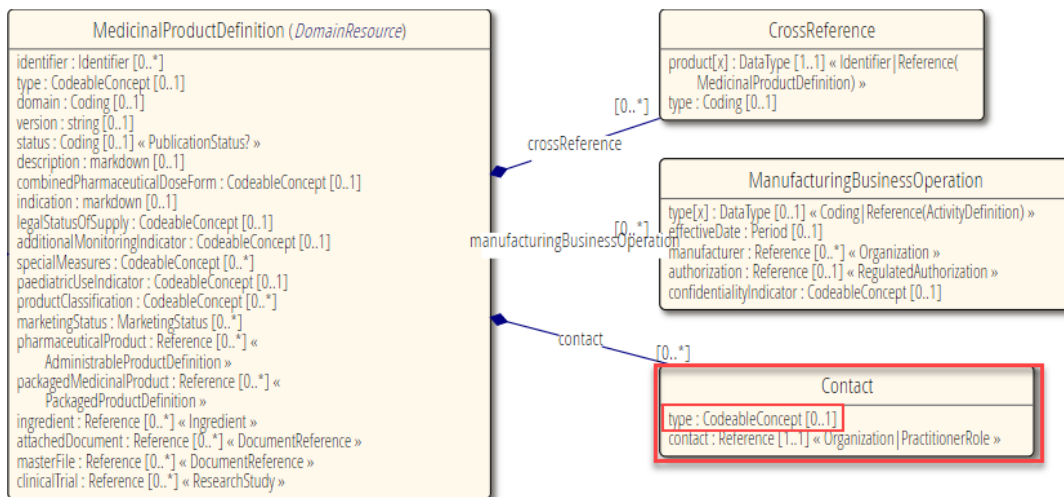 MedicinalProductDefinition (DomainResource)
identifier : Identifier [0..*]
type : CodeableConcept [0..1]
domain : Coding [0..1]
version : string [0..1]
status : Coding [0..1] « PublicationStatus? »
description : markdown [0..1]
combinedPharmaceuticalDoseForm : CodeableConcept [0..1]
indication : markdown [0..1]
legalStatusOfSupply : CodeableConcept [0..1]
additionalMonitoringIndicator : CodeableConcept [0..1]
specialMeasures : CodeableConcept [0..*]
paediatricUseIndicator : CodeableConcept [0..1]
productClassification : CodeableConcept [0..*]
marketingStatus : MarketingStatus [0..*]
pharmaceuticalProduct : Reference [0..*] «
AdministrableProductDefinition »
packagedMedicinalProduct : Reference [0..*] «
PackagedProductDefinition »
ingredient : Reference [0..*] « Ingredient »
attachedDocument : Reference [0..*] « DocumentReference »
masterFile : Reference [0..*] « DocumentReference »
clinicalTrial : Reference [0..*] « ResearchStudy »
[0..*]
crossReference
CrossReference
product[x] : DataType [1..1] « Identifier|Reference(
MedicinalProductDefinition) »
type : Coding [0..1]
[0..*]
manufacturingBusinessOperation
ManufacturingBusinessOperation
type[x] : DataType [0..1] « Coding|Reference(ActivityDefinition) »
effectiveDate : Period [0..1]
manufacturer : Reference [0..*] « Organization »
authorization : Reference [0..1] « RegulatedAuthorization »
confidentialityIndicator : CodeableConcept [0..1]
contact
[0..*]
Contact
type : CodeableConcept [0..1]
contact : Reference [1..1] « Organization|PractitionerRole »